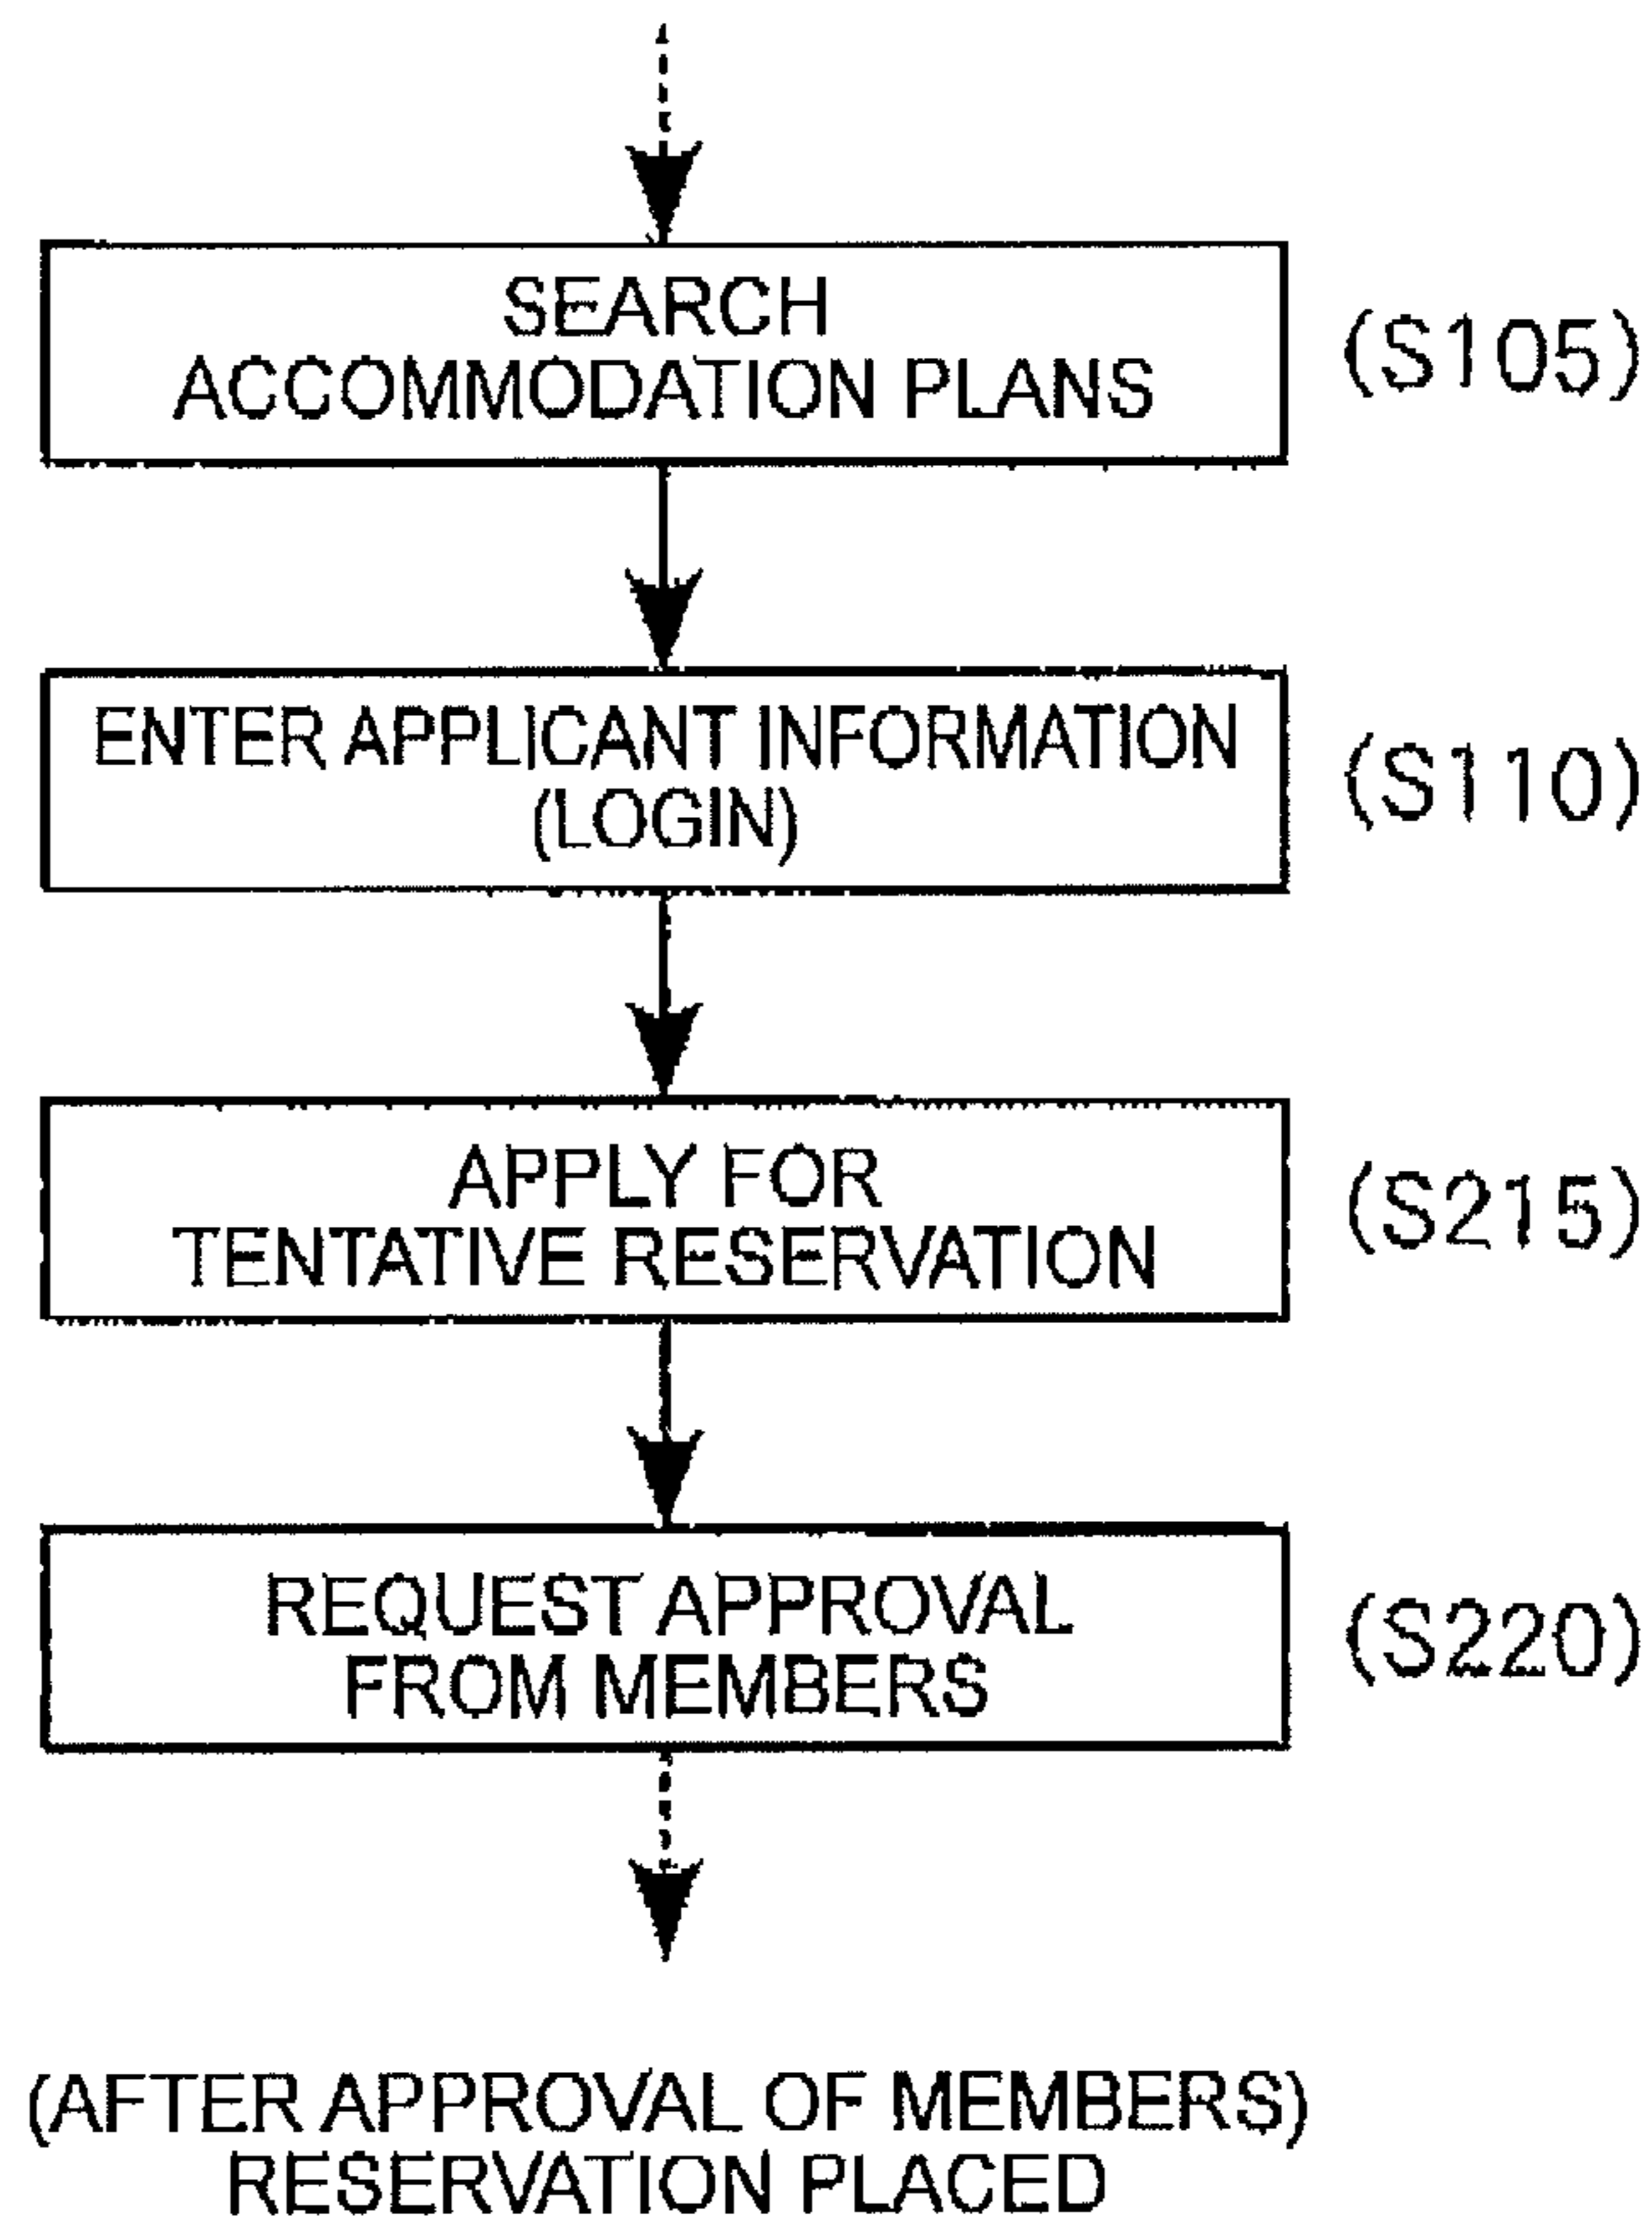 SEARCH
ACCOMMODATION PLANS
(S105)
ENTER APPLICANT INFORMATION
(LOGIN)
(S110)
APPLY FOR
TENTATIVE RESERVATION
(S215)
REQUEST APPROVAL
FROM MEMBERS
(S220)
(AFTER APPROVAL OF MEMBERS)
RESERVATION PLACED